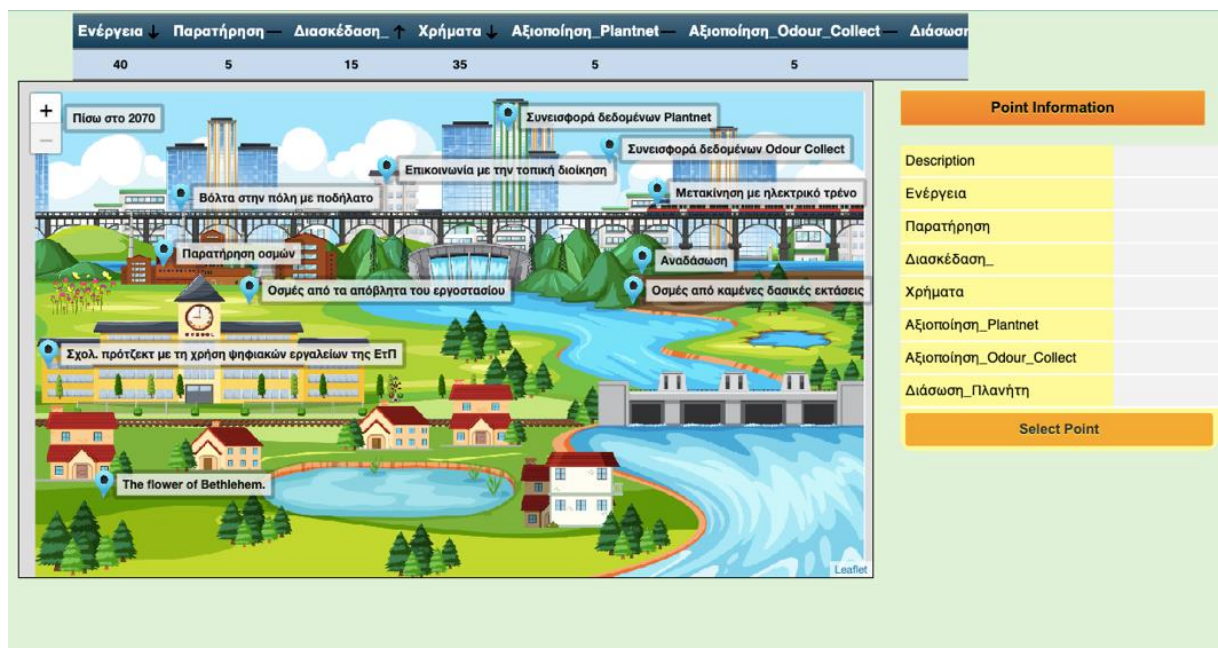 Ενέργεια ↓ Παρατήρηση — Διασκέδαση_ ↑ Χρήματα ↓ Αξιοποίηση_Plantnet — Αξιοποίηση_Odour_Collect — Διάσωση
40 5 15 35 5 5
+
−
Πίσω στο 2070
Συνεισφορά δεδομένων Plantnet
Συνεισφορά δεδομένων Odour Collect
Επικοινωνία με την τοπική διοίκηση
Βόλτα στην πόλη με ποδήλατο
Μετακίνηση με ηλεκτρικό τρένο
Παρατήρηση οσμών
Αναδάσωση
Οσμές από τα απόβλητα του εργοστασίου
Οσμές από καμένες δασικές εκτάσεις
SCHOOL
Σχολ. πρότζεκτ με τη χρήση ψηφιακών εργαλείων της ΕτΠ
The flower of Bethlehem.
Leaflet
Point Information
Description
Ενέργεια
Παρατήρηση
Διασκέδαση_
Χρήματα
Αξιοποίηση_Plantnet
Αξιοποίηση_Odour_Collect
Διάσωση_Πλανήτη
Select Point